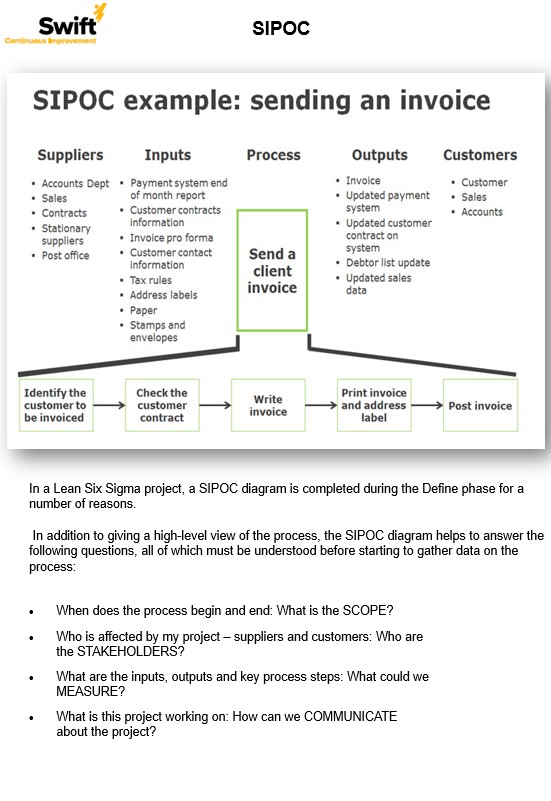 Swift
Continuous Improvement
SIPOC
SIPOC example: sending an invoice
Suppliers
Inputs
Process
Outputs
Customers
• Accounts Dept
• Sales
• Contracts
• Stationary
suppliers
• Post office
• Payment system end
of month report
• Customer contracts
information
• Invoice pro forma
• Customer contact
information
• Tax rules
• Address labels
• Paper
• Stamps and
envelopes
Send a
client
invoice
• Invoice
• Updated payment
system
• Updated customer
contract on
system
• Debtor list update
• Updated sales
data
• Customer
• Sales
• Accounts
Identify the
customer to
be invoiced
Check the
customer
contract
Write
invoice
Print invoice
and address
label
Post invoice
In a Lean Six Sigma project, a SIPOC diagram is completed during the Define phase for a
number of reasons.
In addition to giving a high-level view of the process, the SIPOC diagram helps to answer the
following questions, all of which must be understood before starting to gather data on the
process:
• When does the process begin and end: What is the SCOPE?
• Who is affected by my project – suppliers and customers: Who are
the STAKEHOLDERS?
• What are the inputs, outputs and key process steps: What could we
MEASURE?
• What is this project working on: How can we COMMUNICATE
about the project?